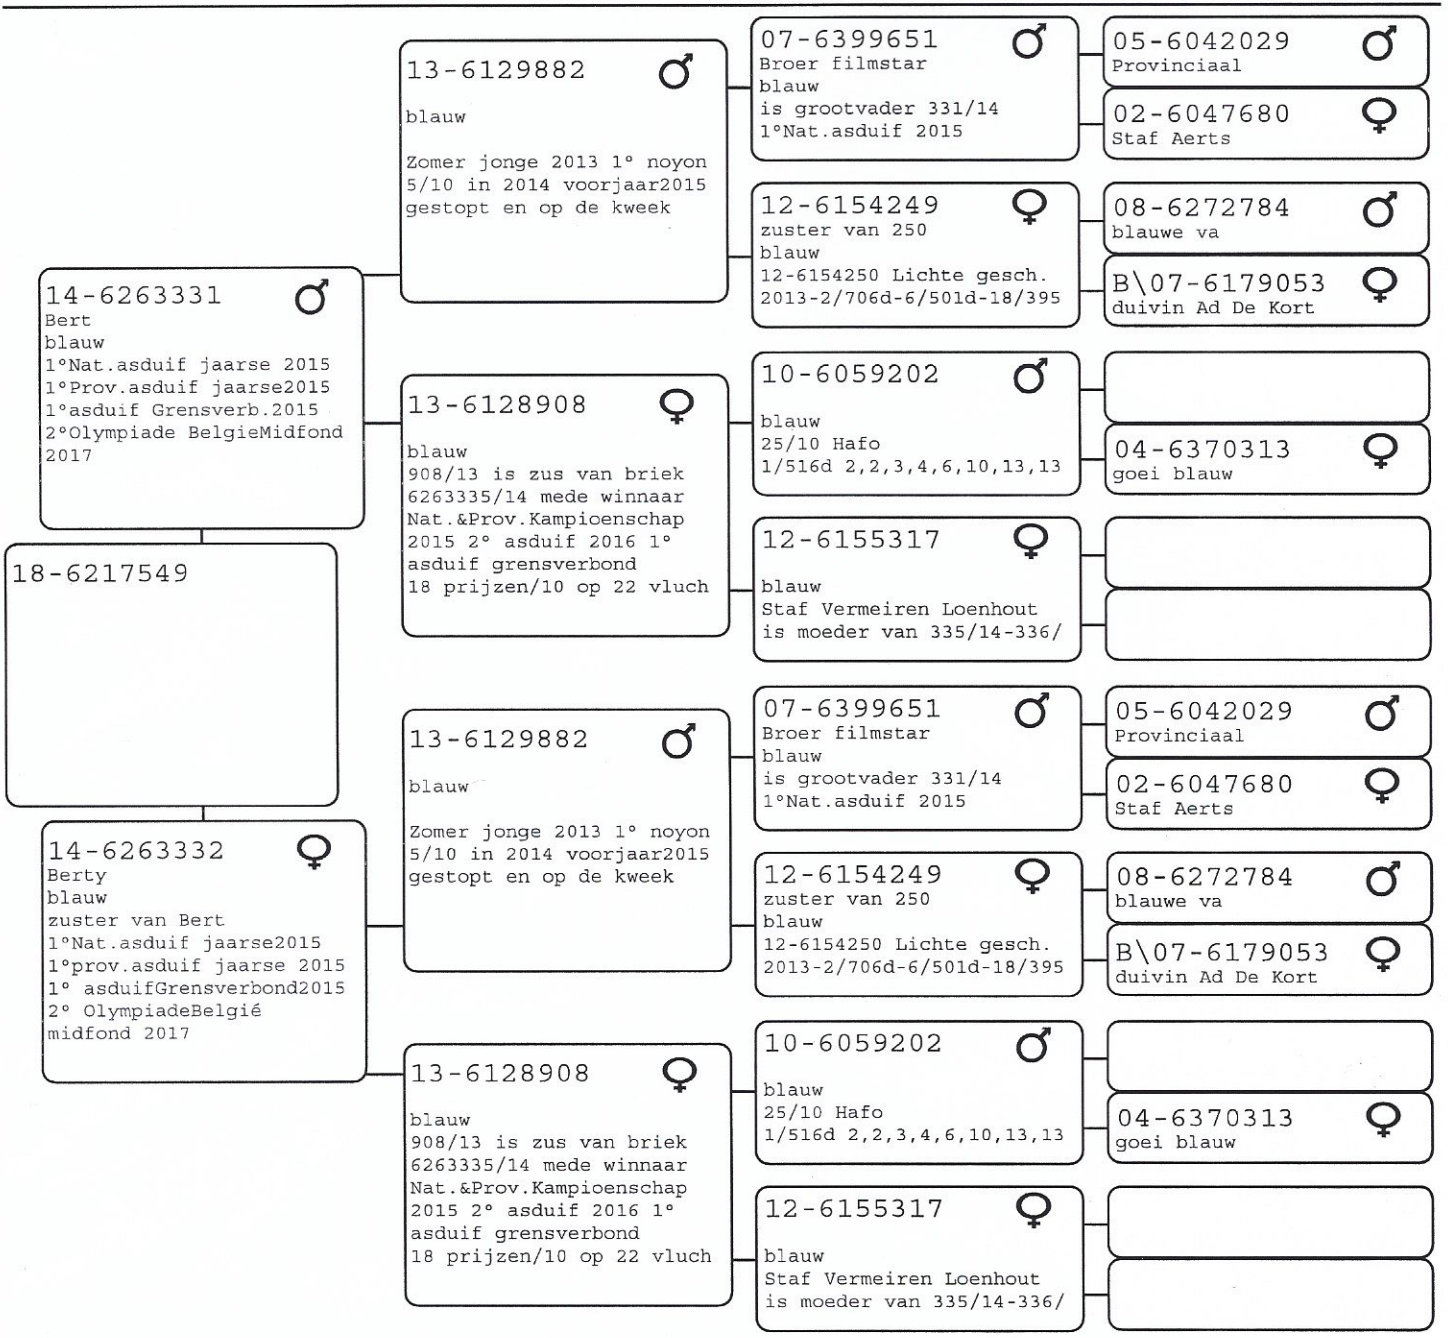 18-6217549
14-6263331
Bert
blauw
1°Nat.asduif jaarse 2015
1°Prov.asduif jaarse2015
1°asduif Grensverb.2015
2°Olympiade BelgieMidfond
2017
14-6263332
Berty
blauw
zuster van Bert
1°Nat.asduif jaarse2015
1°prov.asduif jaarse 2015
1° asduifGrensverbond2015
2° OlympiadeBelgié
midfond 2017
13-6129882
blauw
Zomer jonge 2013 1° noyon
5/10 in 2014 voorjaar2015
gestopt en op de kweek
13-6128908
blauw
908/13 is zus van briek
6263335/14 mede winnaar
Nat.&Prov.Kampioenschap
2015 2° asduif 2016 1°
asduif grensverbond
18 prijzen/10 op 22 vluch
13-6129882
blauw
Zomer jonge 2013 1° noyon
5/10 in 2014 voorjaar2015
gestopt en op de kweek
13-6128908
blauw
908/13 is zus van briek
6263335/14 mede winnaar
Nat.&Prov.Kampioenschap
2015 2° asduif 2016 1°
asduif grensverbond
18 prijzen/10 op 22 vluch
07-6399651
Broer filmstar
blauw
is grootvader 331/14
1°Nat.asduif 2015
12-6154249
zuster van 250
blauw
12-6154250 Lichte gesch.
2013-2/706d-6/501d-18/395
10-6059202
blauw
25/10 Hafo
1/516d 2,2,3,4,6,10,13,13
12-6155317
blauw
Staf Vermeiren Loenhout
is moeder van 335/14-336/
07-6399651
Broer filmstar
blauw
is grootvader 331/14
1°Nat.asduif 2015
12-6154249
zuster van 250
blauw
12-6154250 Lichte gesch.
2013-2/706d-6/501d-18/395
10-6059202
blauw
25/10 Hafo
1/516d 2,2,3,4,6,10,13,13
12-6155317
blauw
Staf Vermeiren Loenhout
is moeder van 335/14-336/
05-6042029
Provinciaal
02-6047680
Staf Aerts
08-6272784
blauwe va
B\07-6179053
duivin Ad De Kort
04-6370313
goei blauw
05-6042029
Provinciaal
02-6047680
Staf Aerts
08-6272784
blauwe va
B\07-6179053
duivin Ad De Kort
04-6370313
goei blauw